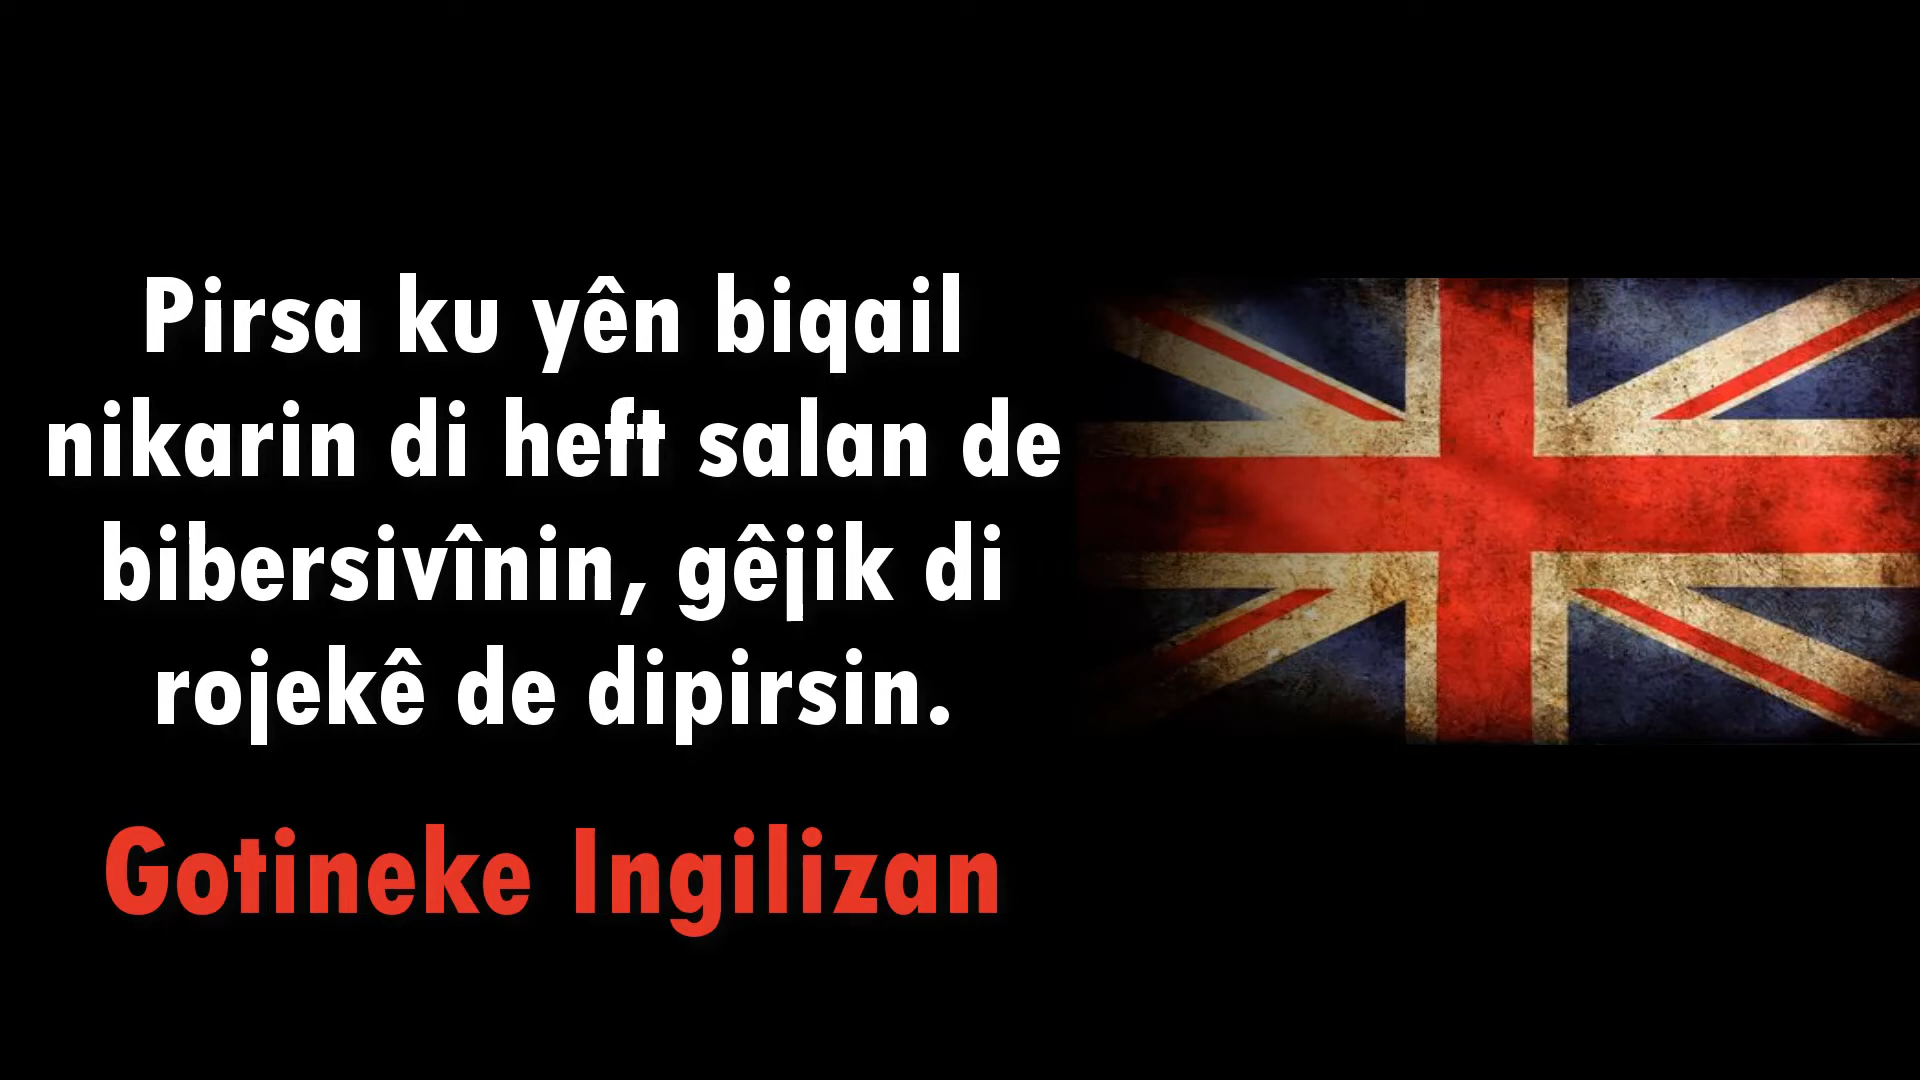 Pirsa ku yên biqail
nikarin di heft salan de
bibersivînin, gêjik di
rojekê de dipirsin.
Gotineke Ingilizan